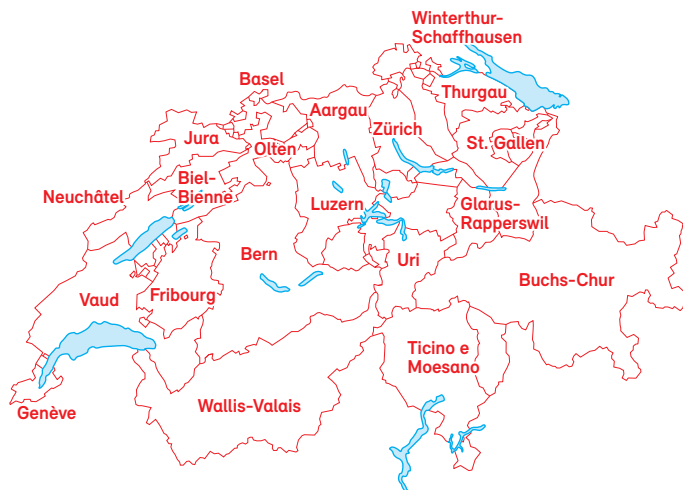 Winterthur-
Schaffhausen
Basel
Thurgau
Aargau
Zürich
Jura
Olten
St. Gallen
Biel-
Bienne
Neuchâtel
Luzern
Glarus-
Rapperswil
Bern
Uri
Buchs-Chur
Vaud
Fribourg
Ticino e
Moesano
Wallis-Valais
Genève